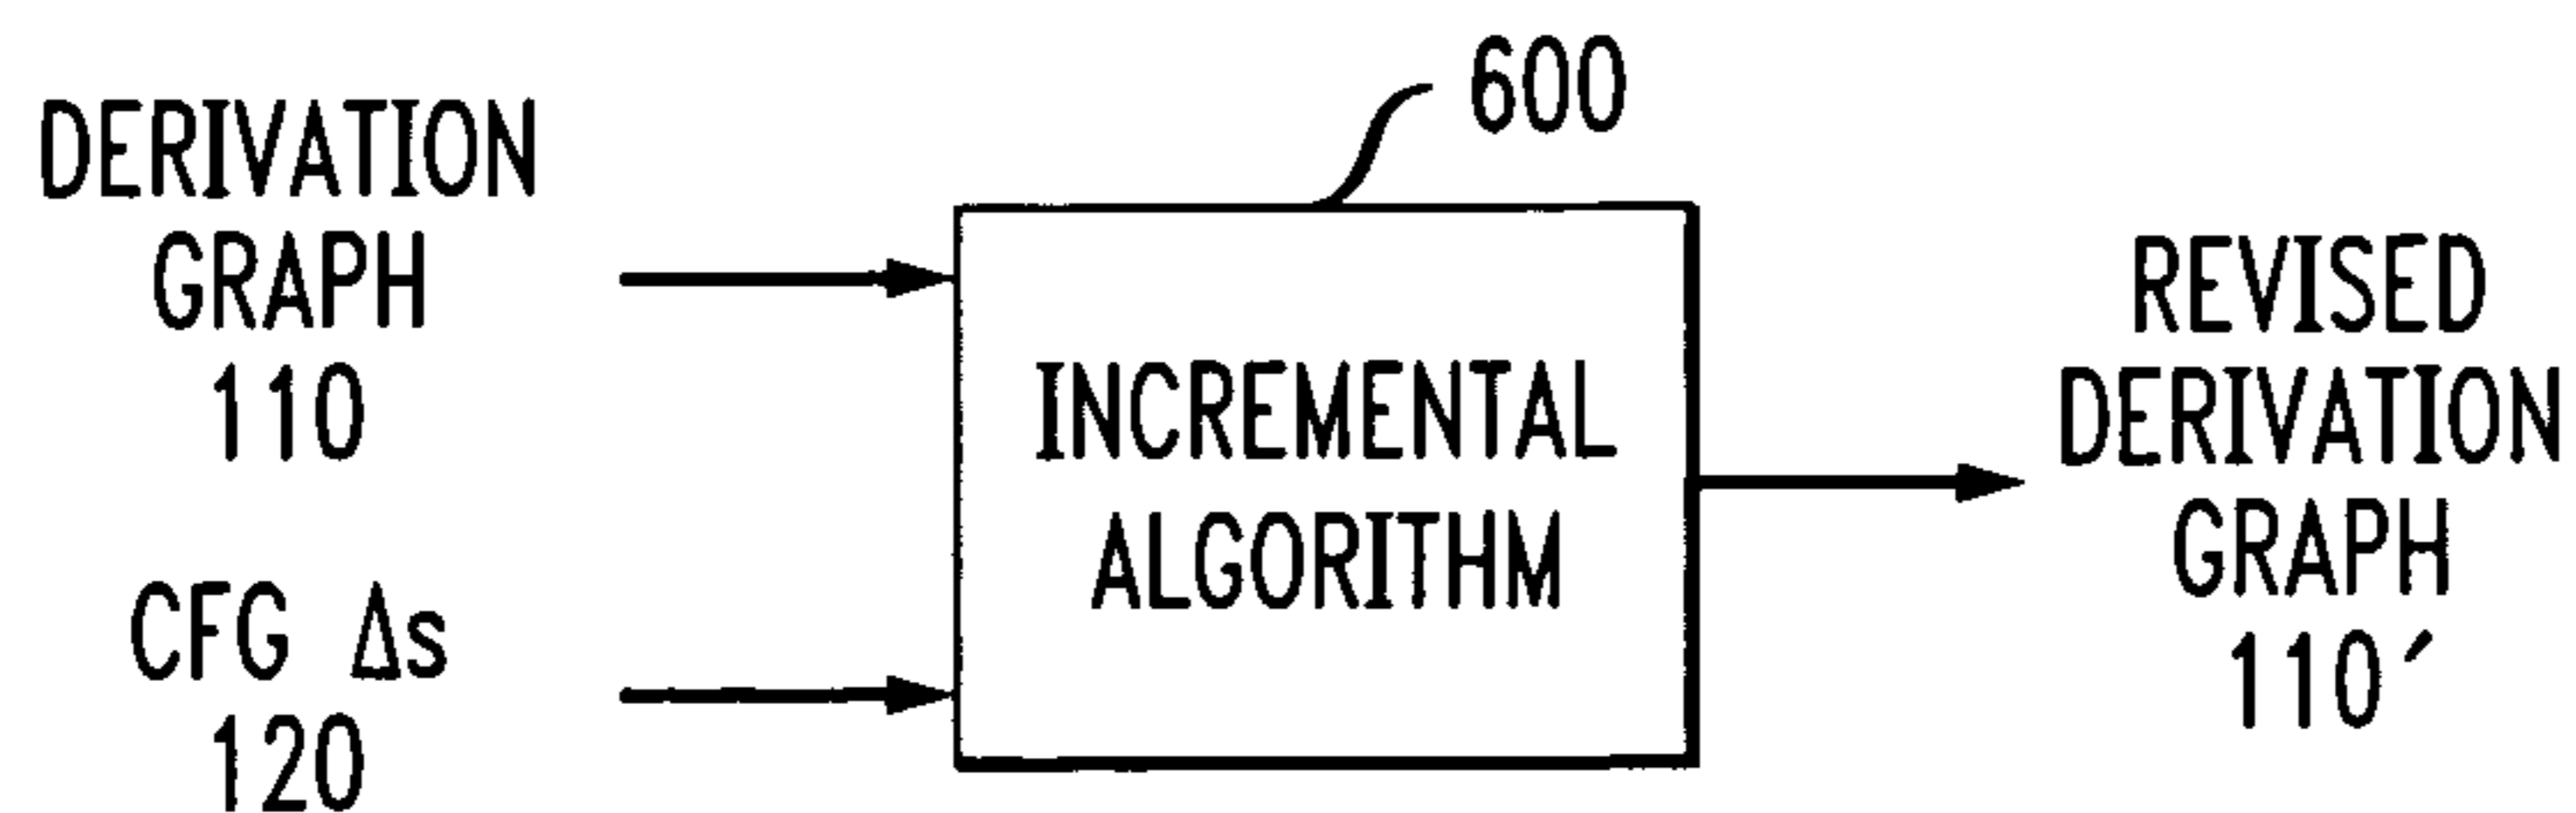 DERIVATION
GRAPH
110
CFG Δs
120
600
INCREMENTAL
ALGORITHM
REVISED
DERIVATION
GRAPH
110′